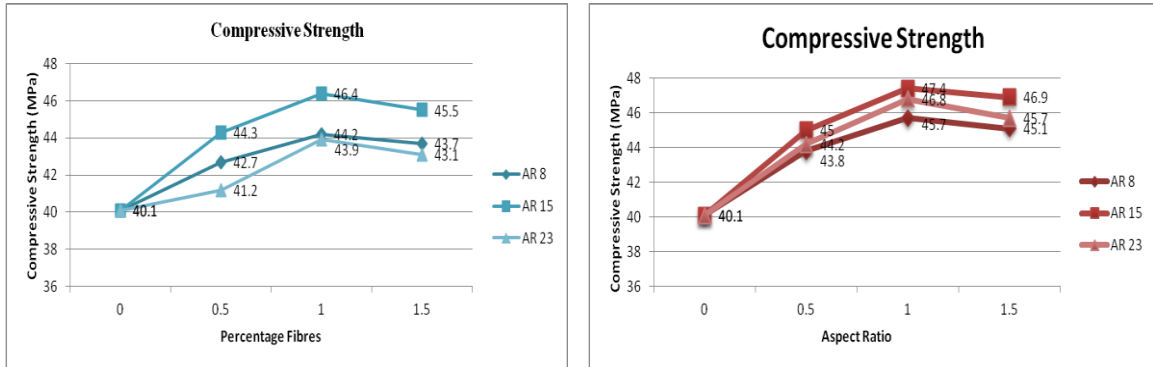 Compressive Strength
Compressive Strength (MPa)
48
46
44
42
40
38
36
40.1
44.3
42.7
41.2
46.4
44.2
43.9
45.5
43.7
43.1
AR 8
AR 15
AR 23
0 0.5 1 1.5
Percentage Fibres
Compressive Strength
Compressive Strength (MPa)
48
46
44
42
40
38
36
40.1
45
44.2
43.8
47.4
46.8
45.7
46.9
45.7
45.1
AR 8
AR 15
AR 23
0 0.5 1 1.5
Aspect Ratio